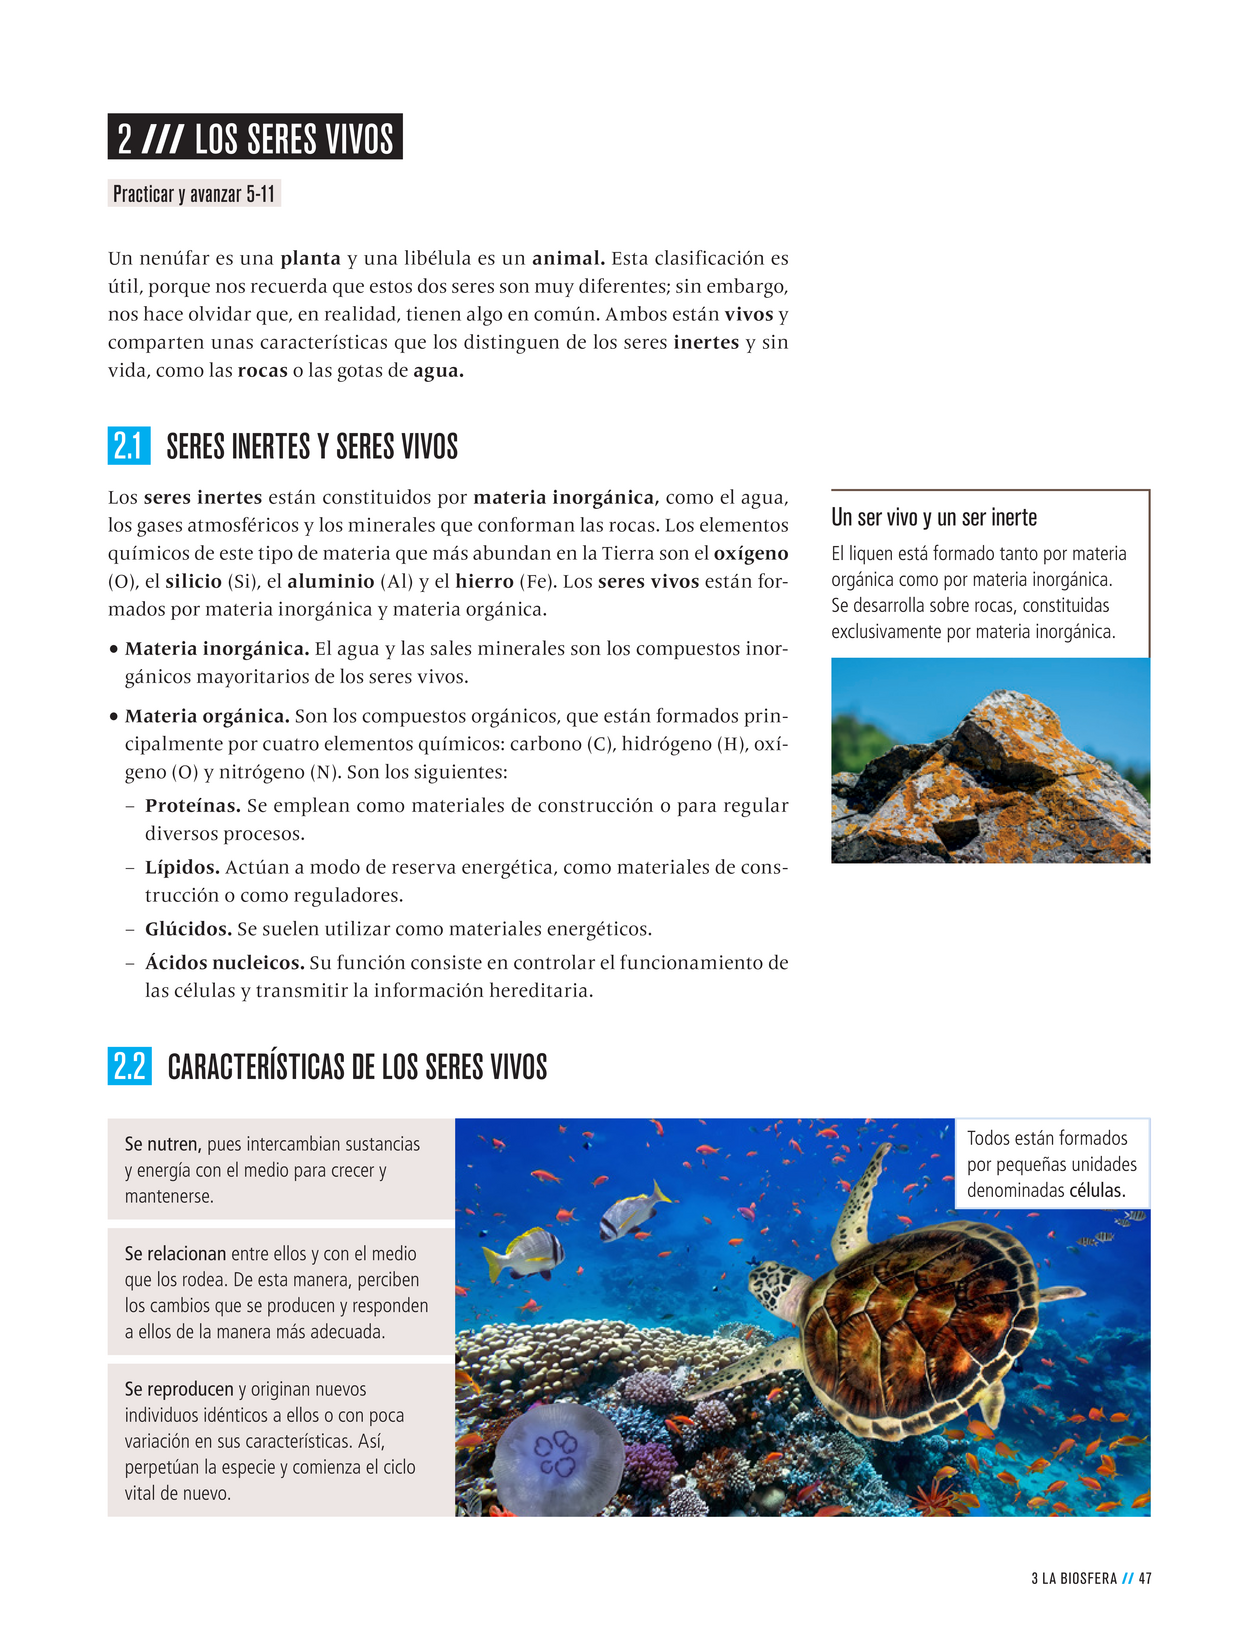 2 /// LOS SERES VIVOS
Practicar y avanzar 5-11
Un nenúfar es una planta y una libélula es un animal. Esta clasificación es
útil, porque nos recuerda que estos dos seres son muy diferentes; sin embargo,
nos hace olvidar que, en realidad, tienen algo en común. Ambos están vivos y
comparten unas características que los distinguen de los seres inertes y sin
vida, como las rocas o las gotas de agua.
2.1 SERES INERTES Y SERES VIVOS
Los seres inertes están constituidos por materia inorgánica, como el agua,
los gases atmosféricos y los minerales que conforman las rocas. Los elementos
químicos de este tipo de materia que más abundan en la Tierra son el oxígeno
(O), el silicio (Si), el aluminio (Al) y el hierro (Fe). Los seres vivos están for-
mados por materia inorgánica y materia orgánica.
• Materia inorgánica. El agua y las sales minerales son los compuestos inor-
gánicos mayoritarios de los seres vivos.
• Materia orgánica. Son los compuestos orgánicos, que están formados prin-
cipalmente por cuatro elementos químicos: carbono (C), hidrógeno (H), oxí-
geno (O) y nitrógeno (N). Son los siguientes:
– Proteínas. Se emplean como materiales de construcción o para regular
diversos procesos.
– Lípidos. Actúan a modo de reserva energética, como materiales de cons-
trucción o como reguladores.
– Glúcidos. Se suelen utilizar como materiales energéticos.
– Ácidos nucleicos. Su función consiste en controlar el funcionamiento de
las células y transmitir la información hereditaria.
Un ser vivo y un ser inerte
El liquen está formado tanto por materia
orgánica como por materia inorgánica.
Se desarrolla sobre rocas, constituidas
exclusivamente por materia inorgánica.
2.2 CARACTERÍSTICAS DE LOS SERES VIVOS
Se nutren, pues intercambian sustancias
y energía con el medio para crecer y
mantenerse.
Se relacionan entre ellos y con el medio
que los rodea. De esta manera, perciben
los cambios que se producen y responden
a ellos de la manera más adecuada.
Se reproducen y originan nuevos
individuos idénticos a ellos o con poca
variación en sus características. Así,
perpetúan la especie y comienza el ciclo
vital de nuevo.
Todos están formados
por pequeñas unidades
denominadas células.
3 LA BIOSFERA // 47